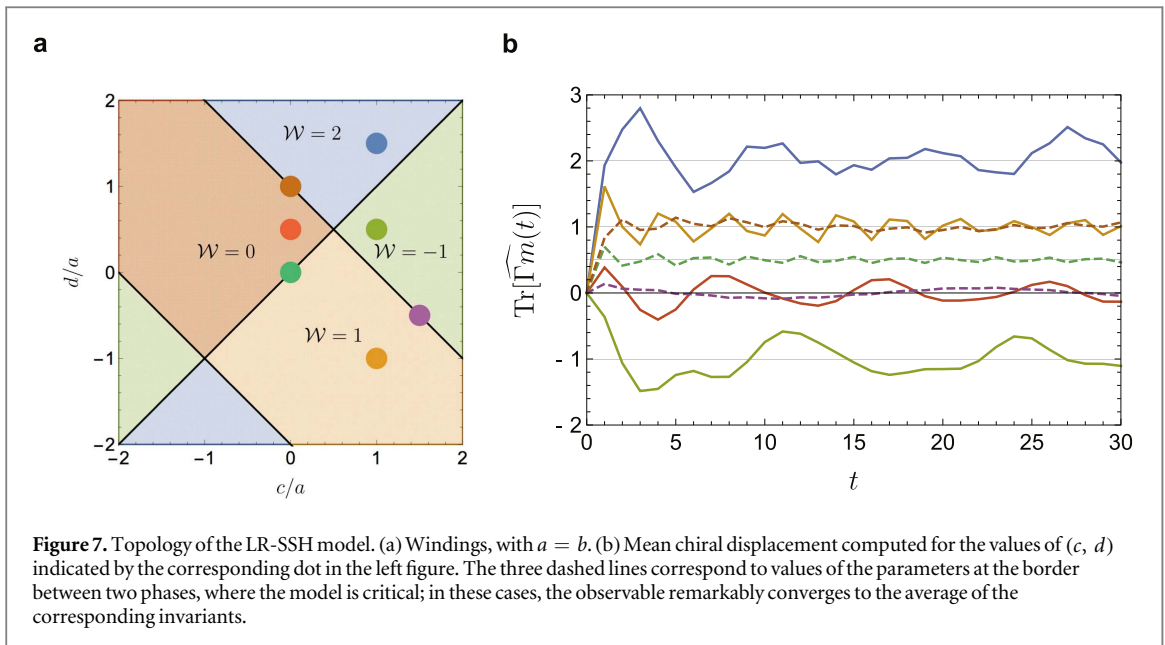 a
b
2
1
0
−1
−2
−2
−1
0
1
2
d/a
c/a
𝒲 = 2
𝒲 = 0
𝒲 = −1
𝒲 = 1
3
2
1
0
- 1
- 2
0
5
10
15
20
25
30
Tr[Γ̂m(t)]
t
Figure 7. Topology of the LR-SSH model. (a) Windings, with a = b. (b) Mean chiral displacement computed for the values of (c, d)
indicated by the corresponding dot in the left figure. The three dashed lines correspond to values of the parameters at the border
between two phases, where the model is critical; in these cases, the observable remarkably converges to the average of the
corresponding invariants.